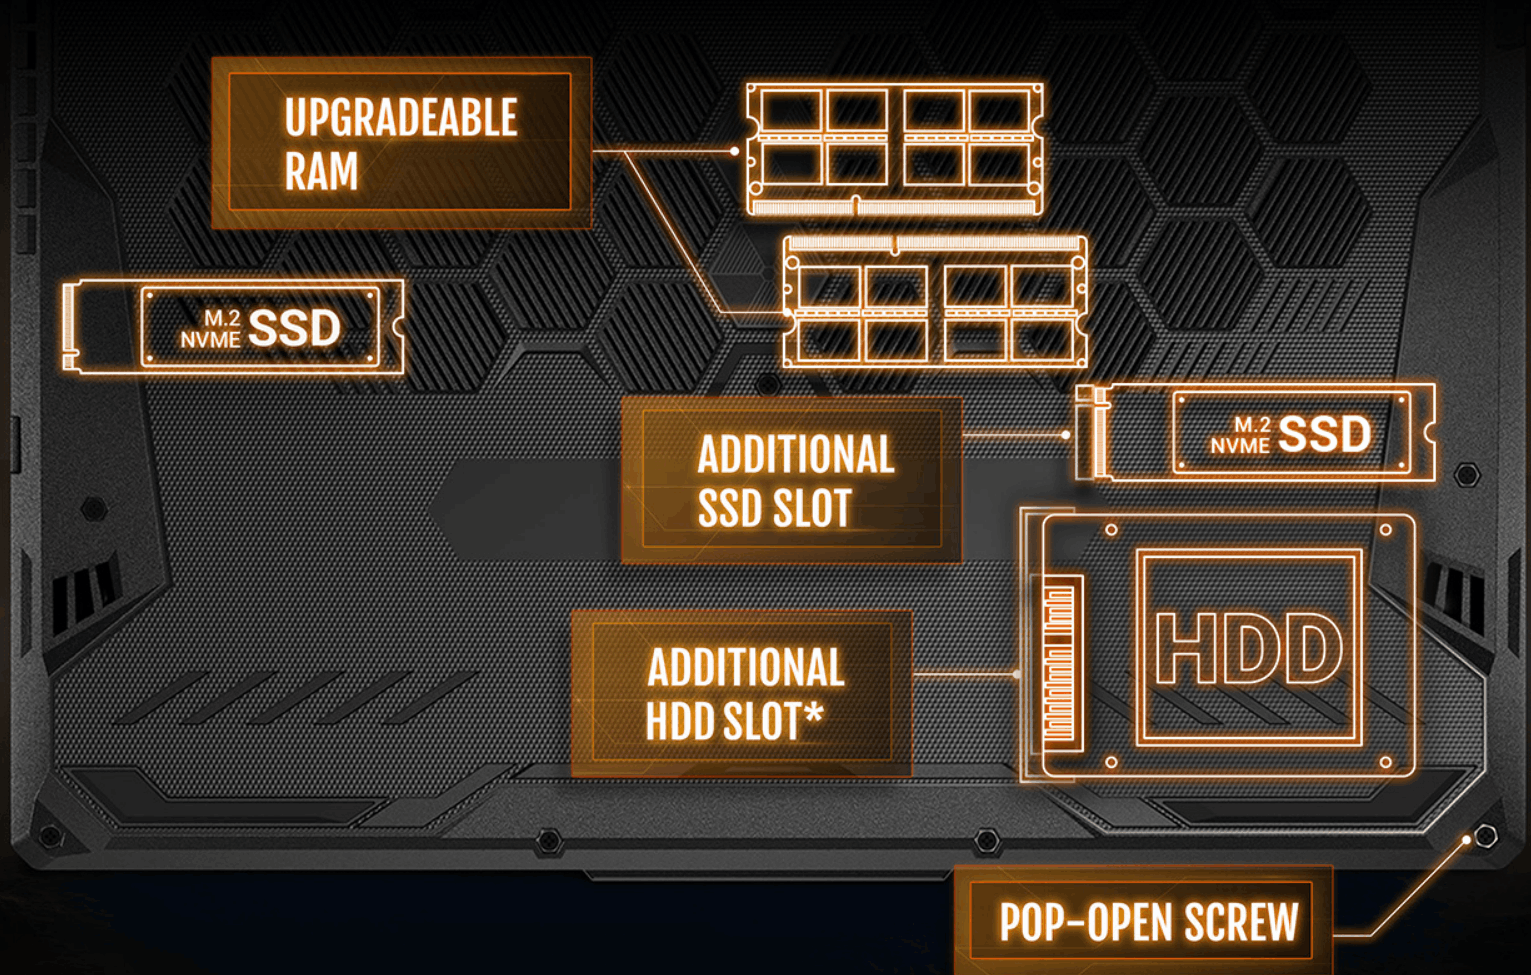 UPGRADEABLE
RAM
M.2
NVME SSD
ADDITIONAL
SSD SLOT
M.2
NVME SSD
ADDITIONAL
HDD SLOT*
HDD
POP-OPEN SCREW